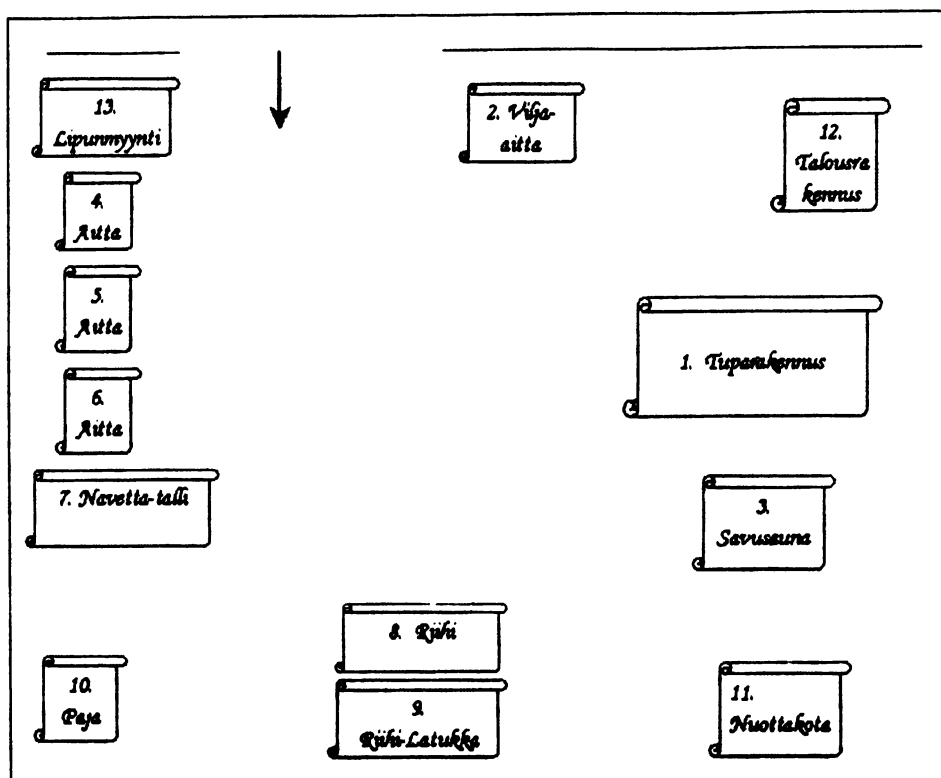 13.
Lipunmyynti
2. Vilja-
aitta
12.
Talousra
kennus
4.
Aitta
5.
Aitta
1. Tuparakennus
6.
Aitta
7. Navetta-talli
3.
Savusauna
8. Riihi
10.
Paja
9.
Riihi-Latukka
11.
Nuottakota